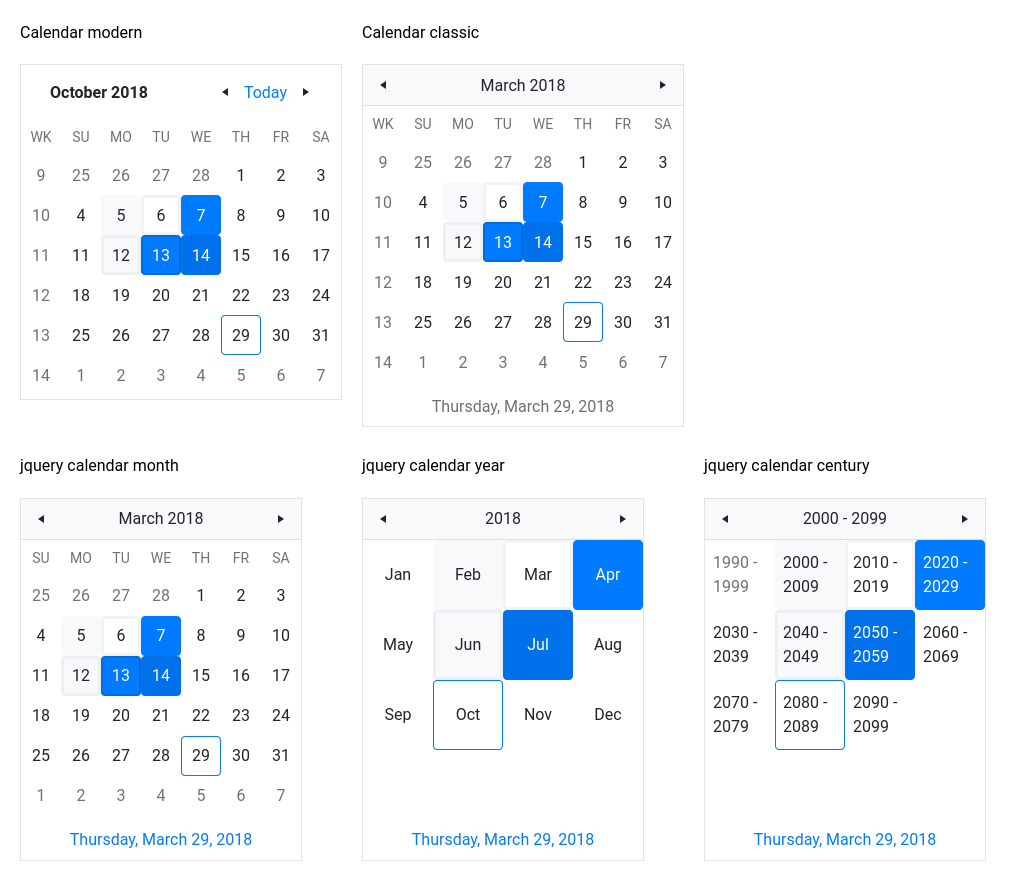 Calendar modern
October 2018 Today
WK SU MO TU WE TH FR SA
9 25 26 27 28 1 2 3
10 4 5 6 7 8 9 10
11 11 12 13 14 15 16 17
12 18 19 20 21 22 23 24
13 25 26 27 28 29 30 31
14 1 2 3 4 5 6 7
Calendar classic
March 2018
WK SU MO TU WE TH FR SA
9 25 26 27 28 1 2 3
10 4 5 6 7 8 9 10
11 11 12 13 14 15 16 17
12 18 19 20 21 22 23 24
13 25 26 27 28 29 30 31
14 1 2 3 4 5 6 7
Thursday, March 29, 2018
jquery calendar month
March 2018
SU MO TU WE TH FR SA
25 26 27 28 1 2 3
4 5 6 7 8 9 10
11 12 13 14 15 16 17
18 19 20 21 22 23 24
25 26 27 28 29 30 31
1 2 3 4 5 6 7
Thursday, March 29, 2018
jquery calendar year
2018
Jan Feb Mar Apr
May Jun Jul Aug
Sep Oct Nov Dec
Thursday, March 29, 2018
jquery calendar century
2000 - 2099
1990 - 2000 - 2010 - 2020 -
1999 2009 2019 2029
2030 - 2040 - 2050 - 2060 -
2039 2049 2059 2069
2070 - 2080 - 2090 -
2079 2089 2099
Thursday, March 29, 2018